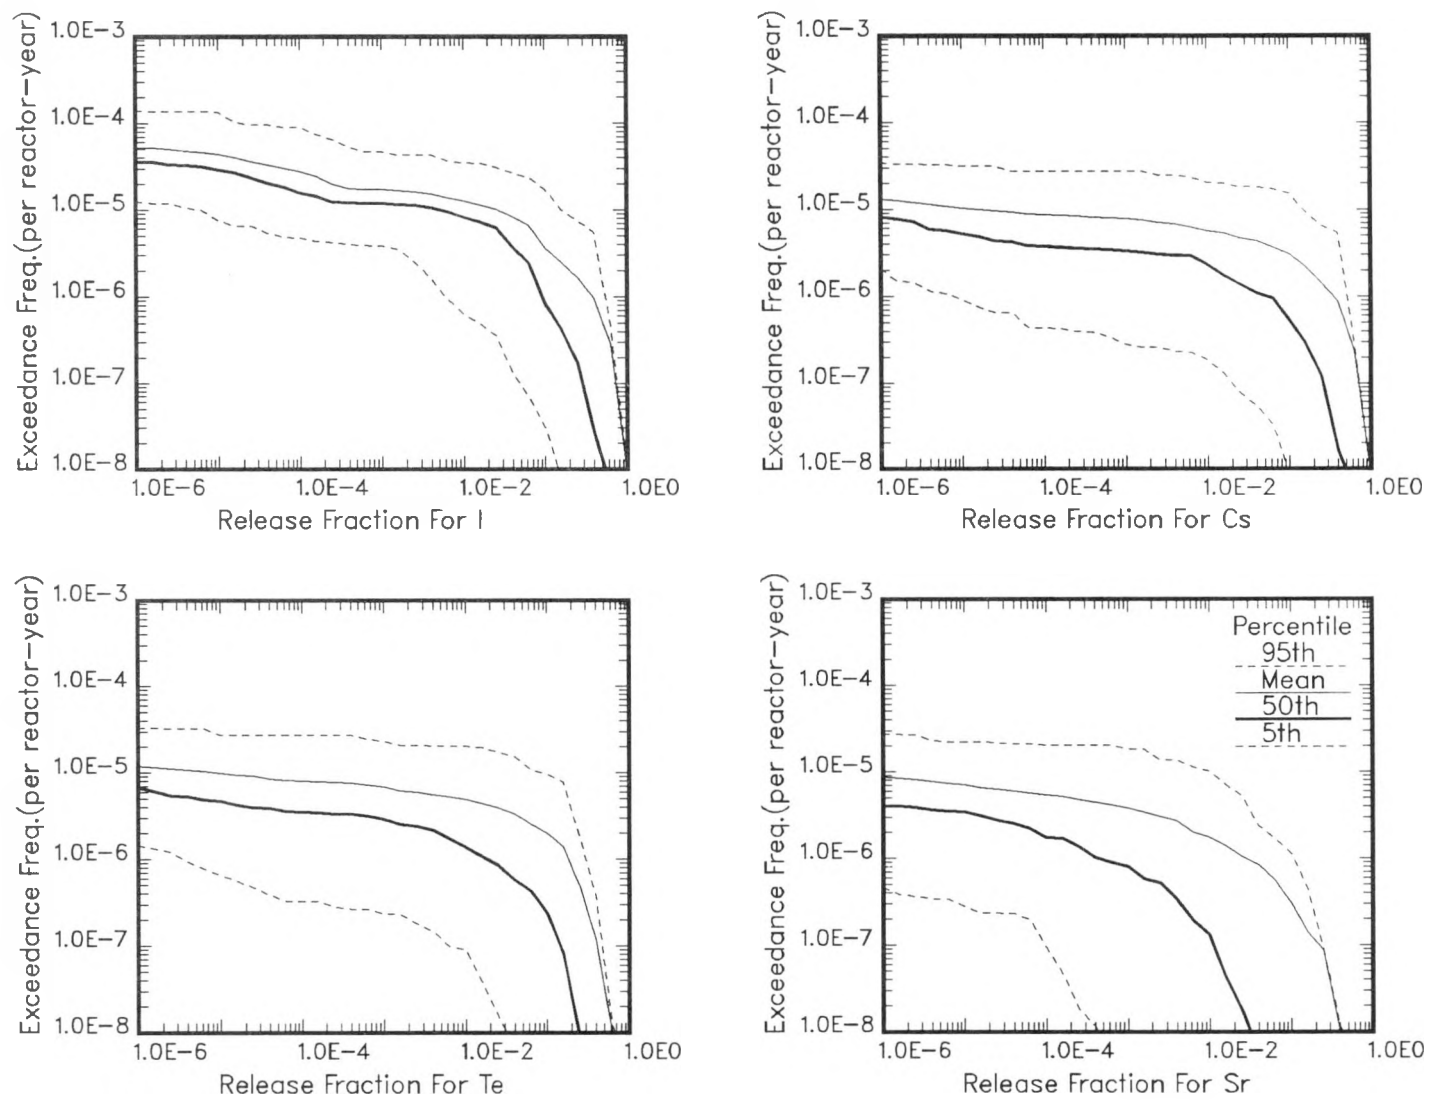 Exceedance Freq.(per reactor-year)
1.0E-3
1.0E-4
1.0E-5
1.0E-6
1.0E-7
1.0E-8
1.0E-6 1.0E-4 1.0E-2 1.0E0
Release Fraction For I
Exceedance Freq.(per reactor-year)
1.0E-3
1.0E-4
1.0E-5
1.0E-6
1.0E-7
1.0E-8
1.0E-6 1.0E-4 1.0E-2 1.0E0
Release Fraction For Cs
Exceedance Freq.(per reactor-year)
1.0E-3
1.0E-4
1.0E-5
1.0E-6
1.0E-7
1.0E-8
1.0E-6 1.0E-4 1.0E-2 1.0E0
Release Fraction For Te
Exceedance Freq.(per reactor-year)
1.0E-3
1.0E-4
1.0E-5
1.0E-6
1.0E-7
1.0E-8
Percentile
95th
Mean
50th
5th
1.0E-6 1.0E-4 1.0E-2 1.0E0
Release Fraction For Sr